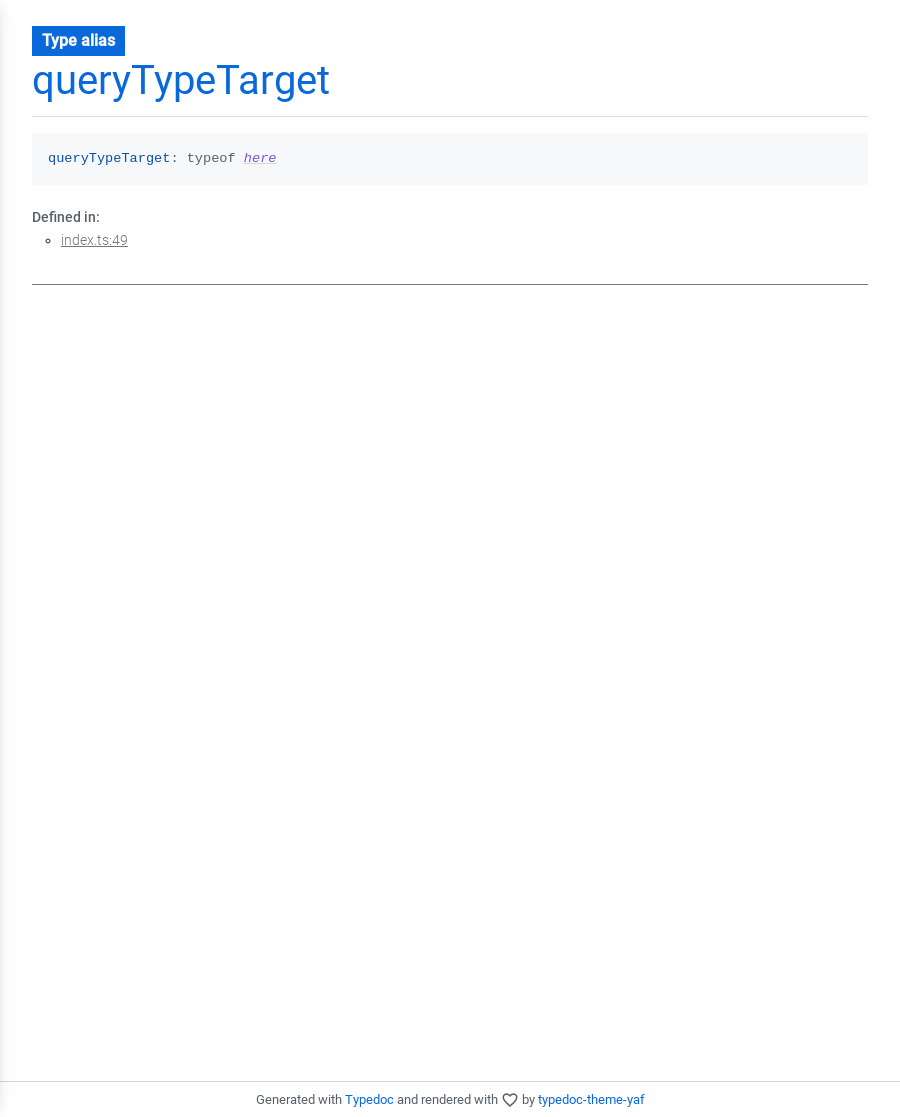 Type alias
queryTypeTarget
queryTypeTarget: typeof here
Defined in:
index.ts:49
Generated with Typedoc and rendered with by typedoc-theme-yaf